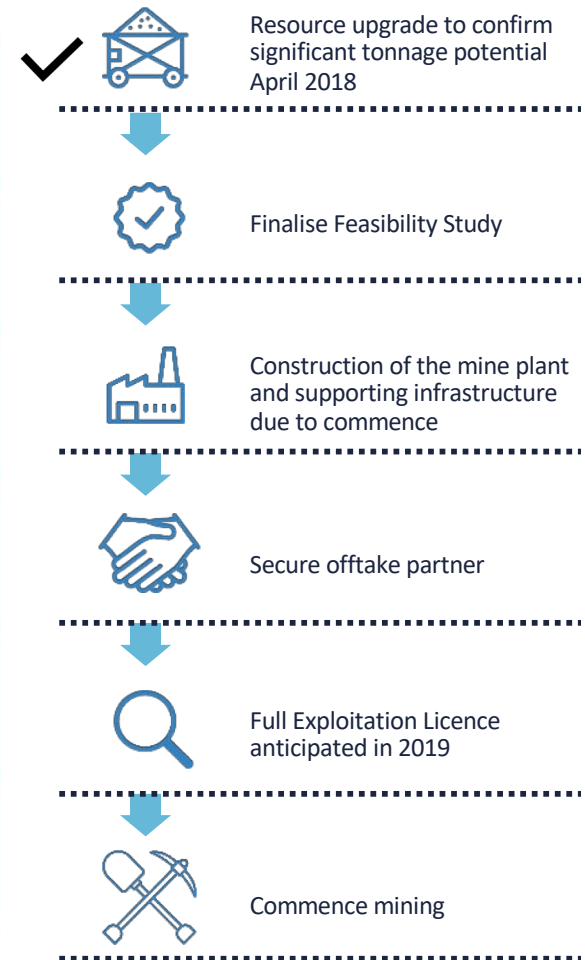 Resource upgrade to confirm
significant tonnage potential
April 2018
Finalise Feasibility Study
Construction of the mine plant
and supporting infrastructure
due to commence
Secure offtake partner
Full Exploitation Licence
anticipated in 2019
Commence mining